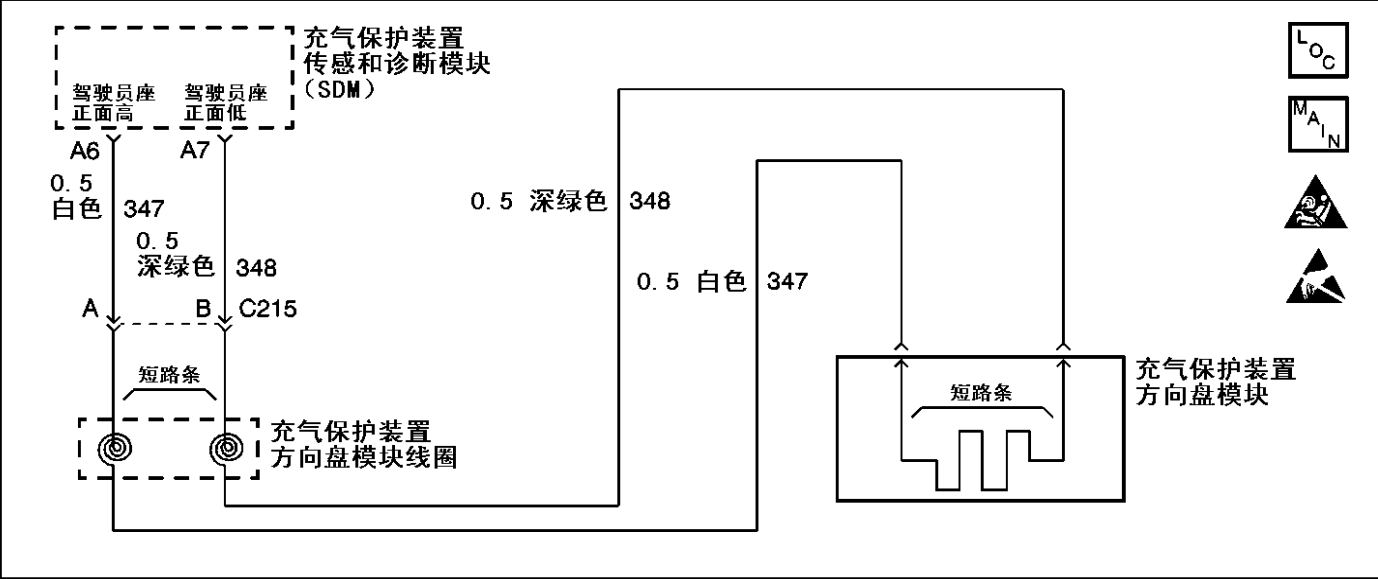 充气保护装置
传感和诊断模块
(SDM)
驾驶员座
正面高
驾驶员座
正面低
A6
A7
0.5
白色
347
0.5
深绿色
348
A
B
C215
短路条
充气保护装置
方向盘模块线圈
0.5 深绿色
348
0.5 白色
347
短路条
充气保护装置
方向盘模块
LOC
MAIN